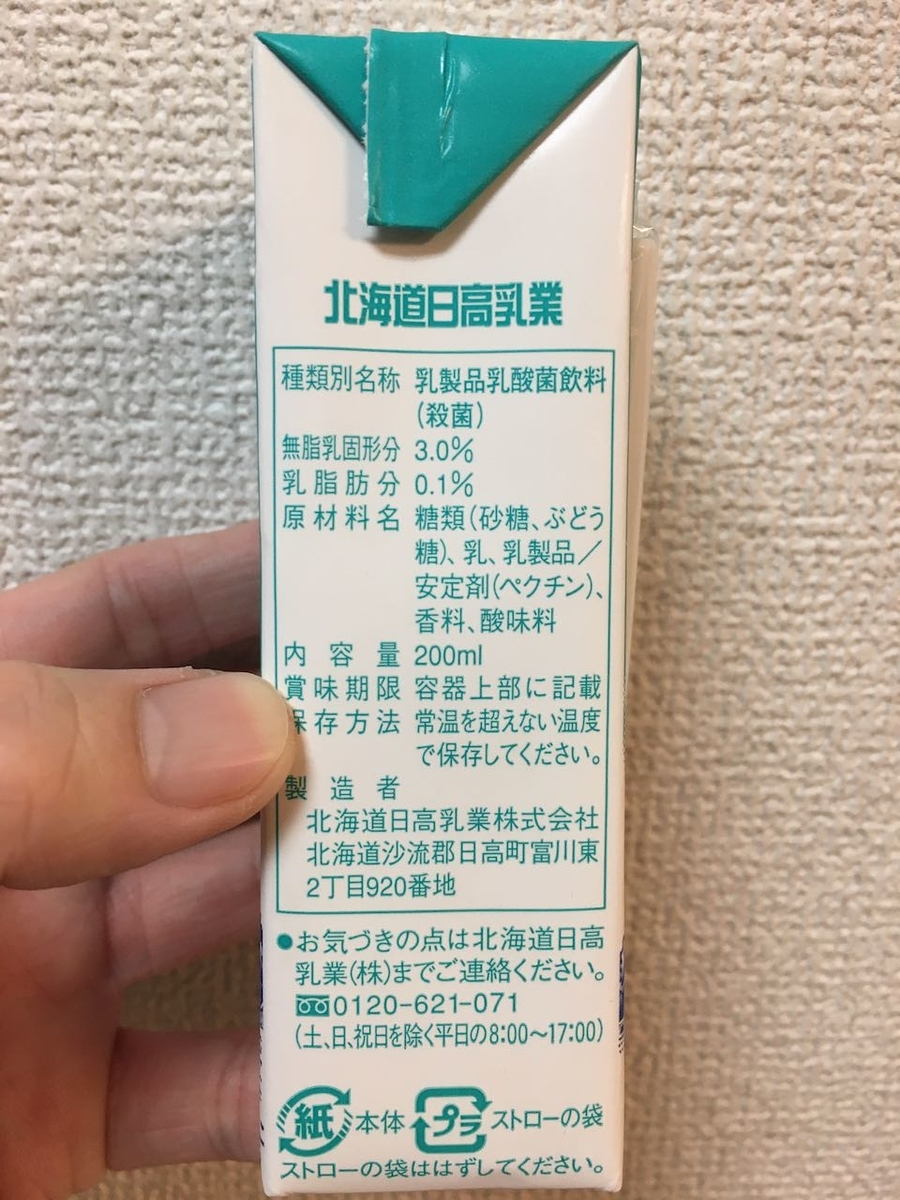 北海道日高乳業
種類別名称 乳製品乳酸菌飲料
(殺菌)
無脂乳固形分 3.0%
乳脂肪分 0.1%
原材料名 糖類(砂糖、ぶどう
糖)、乳、乳製品／
安定剤(ペクチン)、
香料、酸味料
内容量 200ml
賞味期限 容器上部に記載
保存方法 常温を超えない温度
で保存してください。
製造者
北海道日高乳業株式会社
北海道沙流郡日高町富川東
2丁目920番地
●お気づきの点は北海道日高
乳業(株)までご連絡ください。
0120-621-071
(土、日、祝日を除く平日の8:00〜17:00)
紙 本体 プラ ストローの袋
ストローの袋ははずしてください。